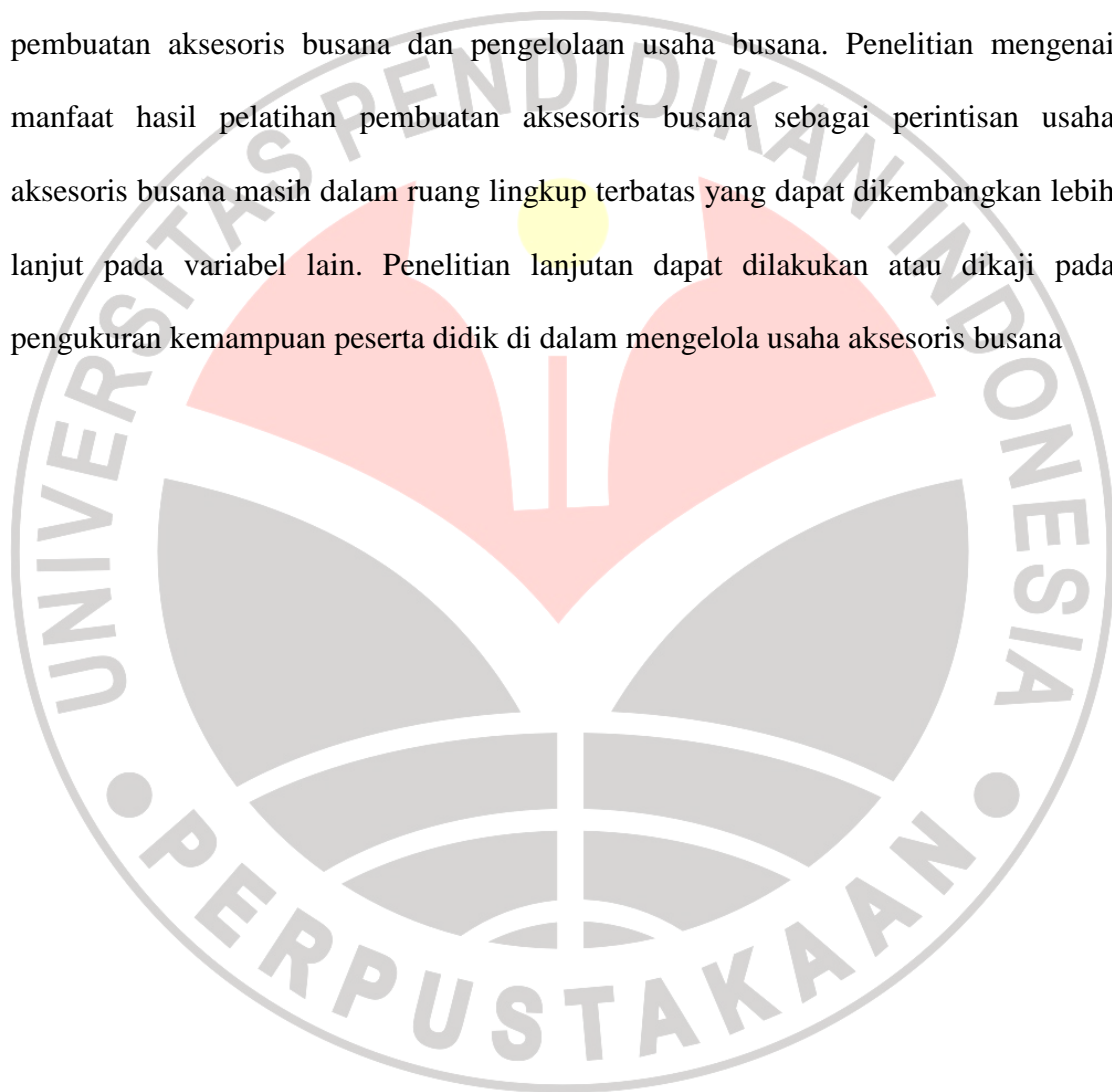 pembuatan aksesoris busana dan pengelolaan usaha busana. Penelitian mengenai
manfaat hasil pelatihan pembuatan aksesoris busana sebagai perintisan usaha
aksesoris busana masih dalam ruang lingkup terbatas yang dapat dikembangkan lebih
lanjut pada variabel lain. Penelitian lanjutan dapat dilakukan atau dikaji pada
pengukuran kemampuan peserta didik di dalam mengelola usaha aksesoris busana
UNIVERSITAS PENDIDIKAN INDONESIA
PERPUSTAKAAN